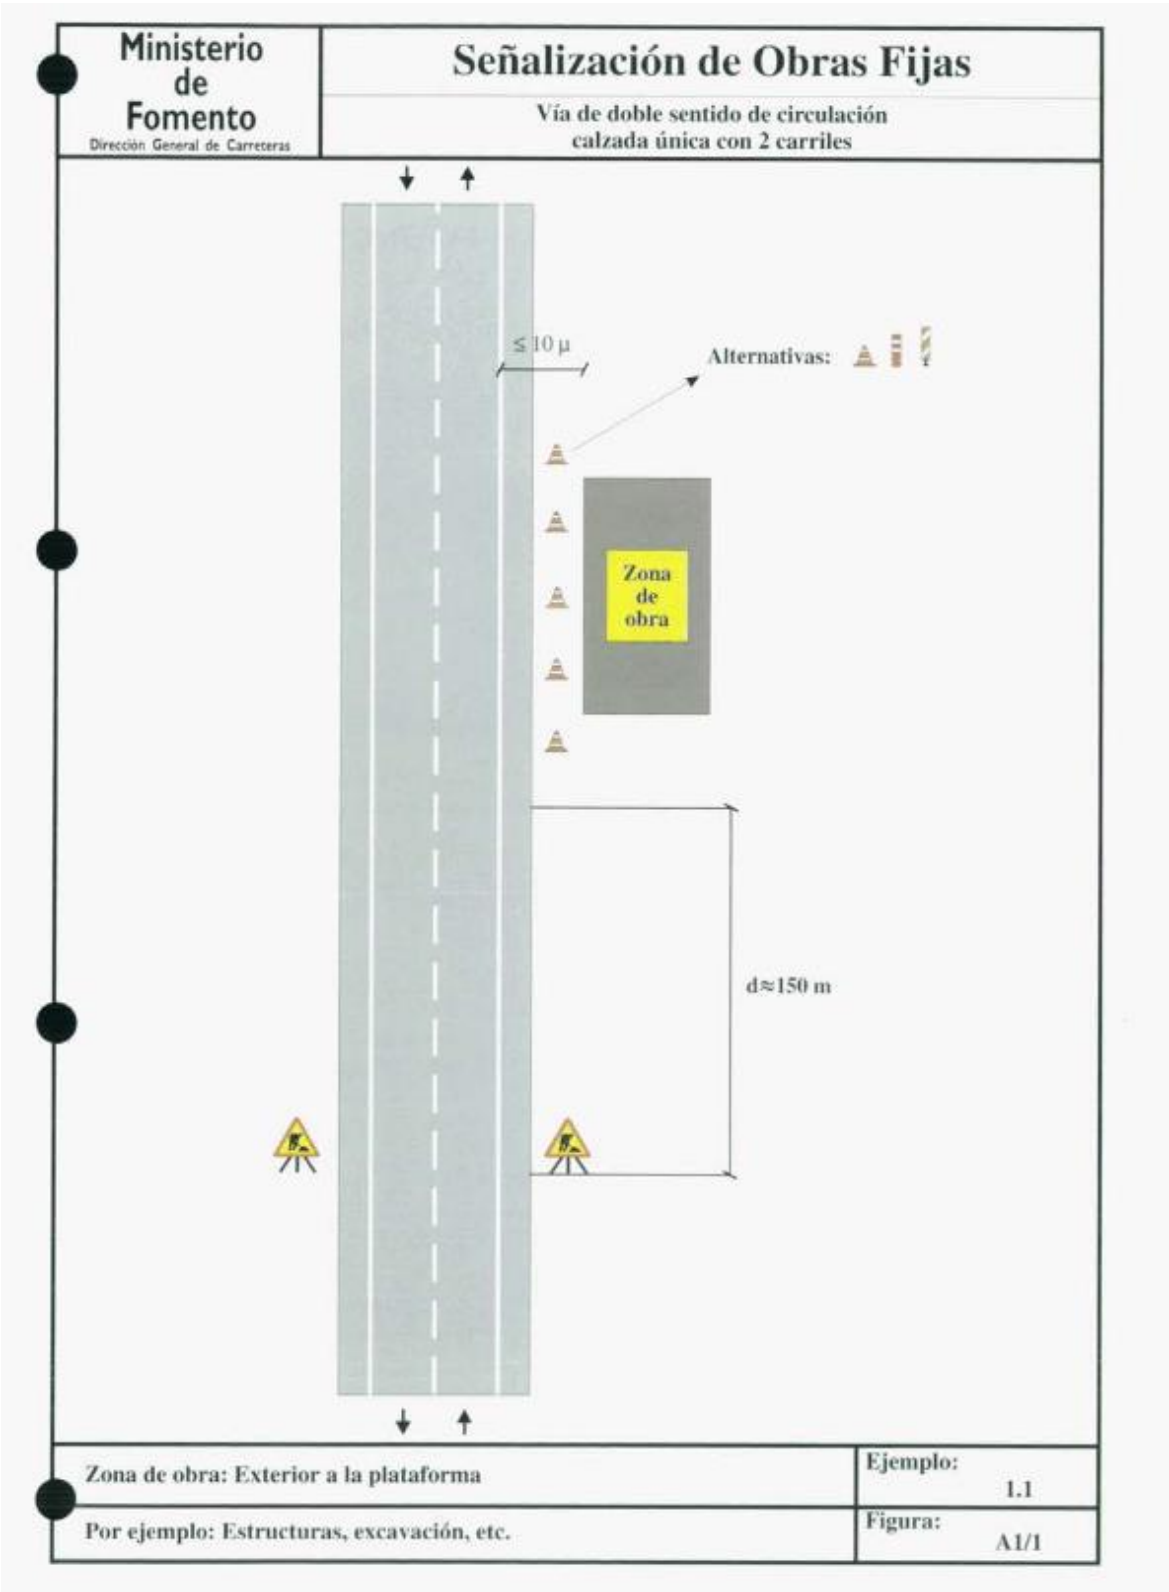 Ministerio
de
Fomento
Dirección General de Carreteras
Señalización de Obras Fijas
Vía de doble sentido de circulación
calzada única con 2 carriles
≤ 10 μ
Alternativas:
Zona
de
obra
d≈150 m
Zona de obra: Exterior a la plataforma
Ejemplo:
1.1
Por ejemplo: Estructuras, excavación, etc.
Figura:
A1/1